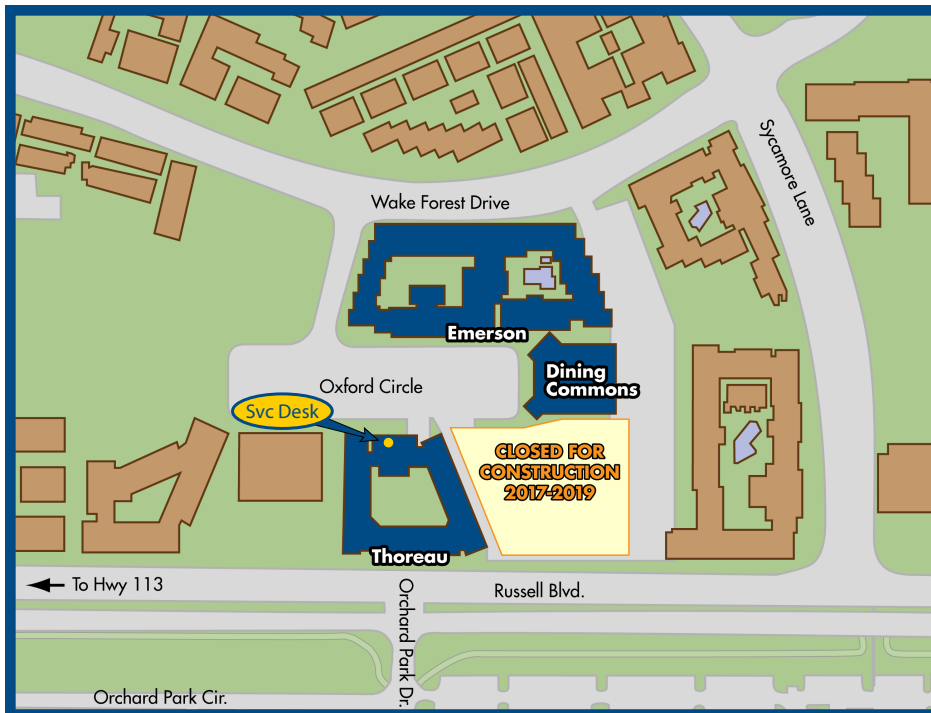 Sycamore Lane
Wake Forest Drive
Emerson
Dining
Commons
Oxford Circle
Svc Desk
CLOSED FOR
CONSTRUCTION
2017-2019
Thoreau
To Hwy 113
Russell Blvd.
Orchard Park Dr.
Orchard Park Cir.